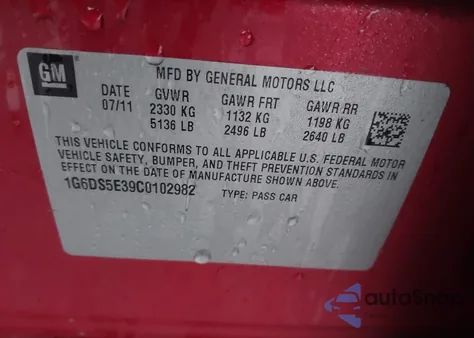 GM
MFD BY GENERAL MOTORS LLC
DATE GVWR GAWR FRT GAWR RR
07/11 2330 KG 1132 KG 1198 KG
5136 LB 2496 LB 2640 LB
THIS VEHICLE CONFORMS TO ALL APPLICABLE U.S. FEDERAL MOTOR
VEHICLE SAFETY, BUMPER, AND THEFT PREVENTION STANDARDS IN
EFFECT ON THE DATE OF MANUFACTURE SHOWN ABOVE.
1G6DS5E39C0102982 TYPE: PASS CAR